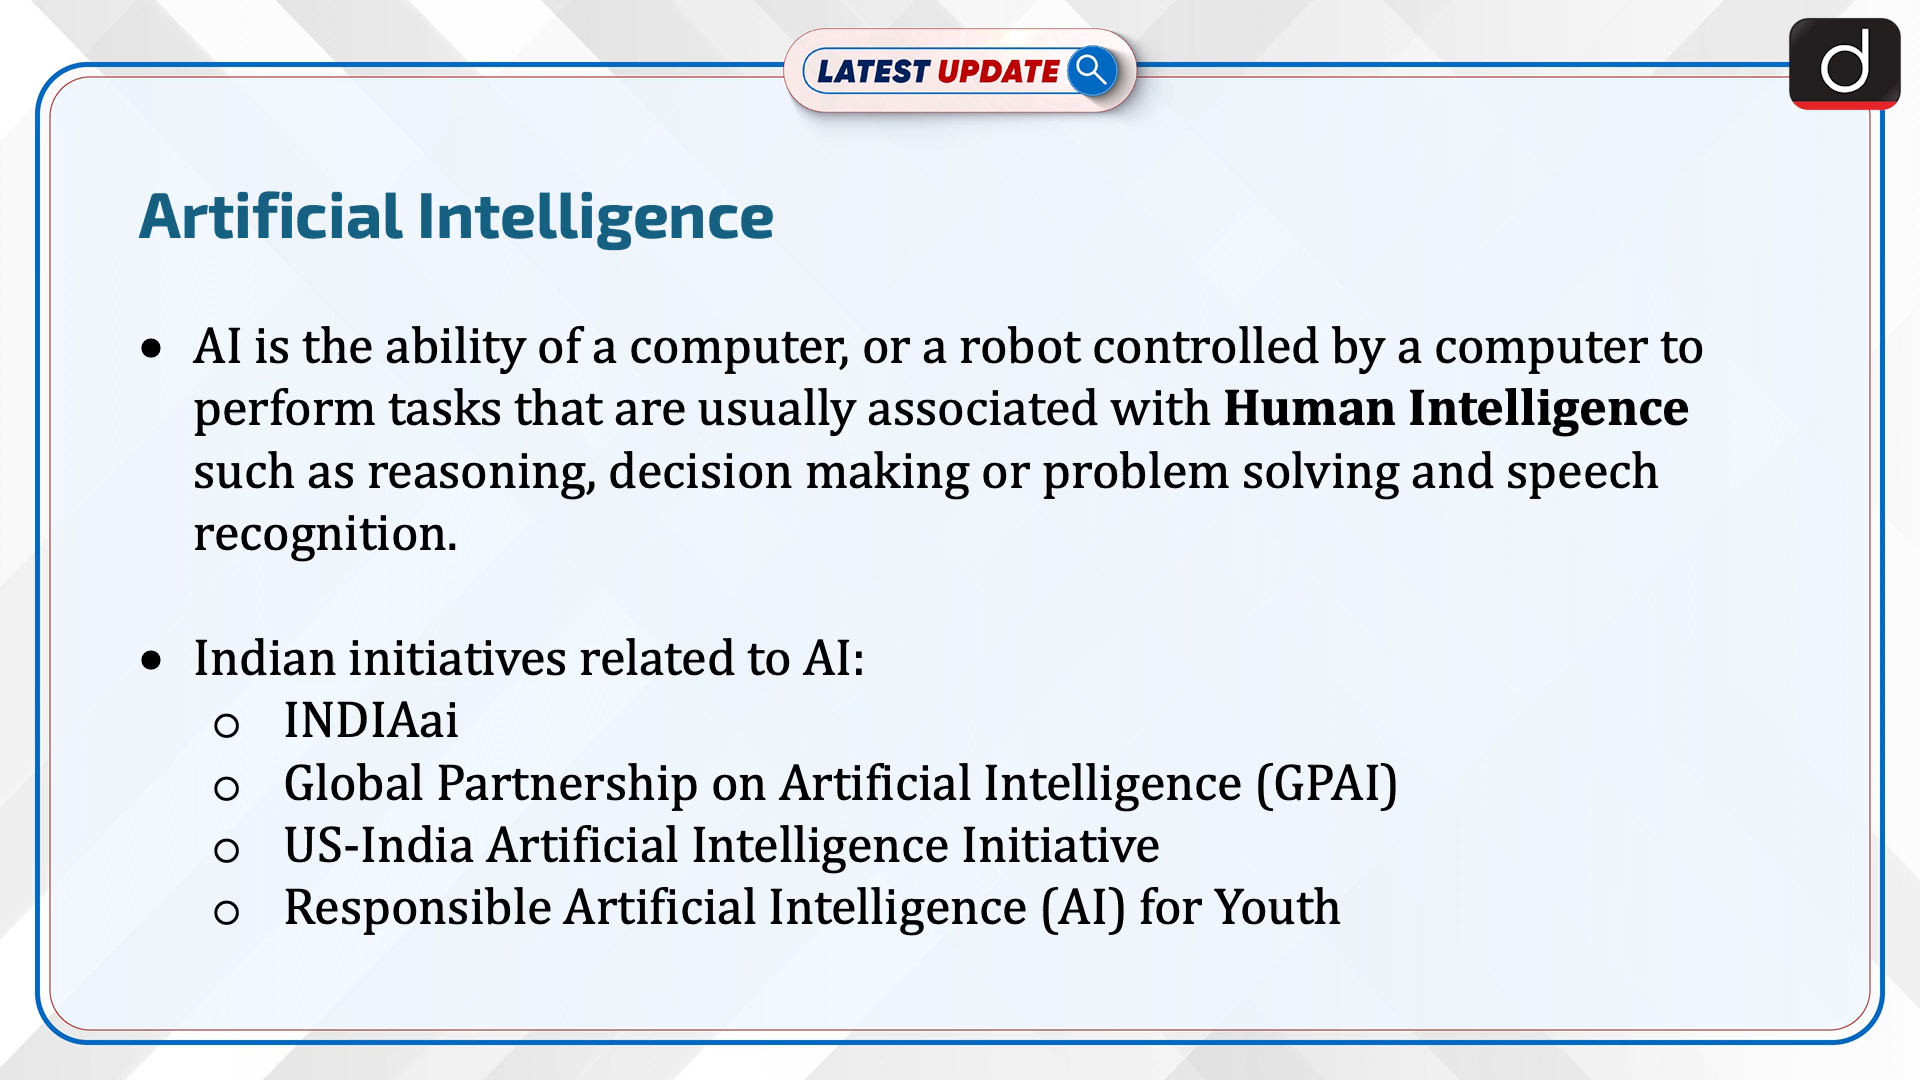 LATEST UPDATE
d
Artificial Intelligence
• AI is the ability of a computer, or a robot controlled by a computer to
perform tasks that are usually associated with Human Intelligence
such as reasoning, decision making or problem solving and speech
recognition.
• Indian initiatives related to AI:
○ INDIAai
○ Global Partnership on Artificial Intelligence (GPAI)
○ US-India Artificial Intelligence Initiative
○ Responsible Artificial Intelligence (AI) for Youth